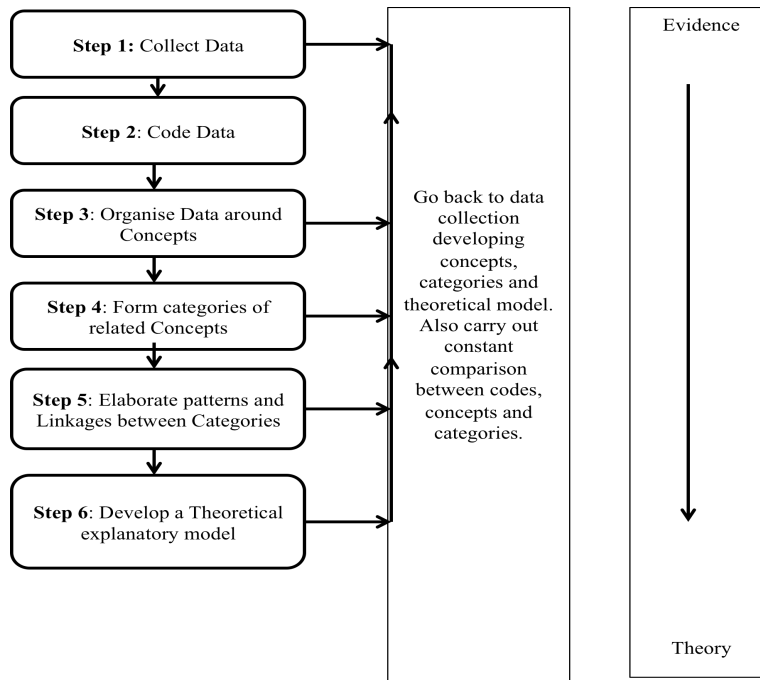 Step 1: Collect Data
Step 2: Code Data
Step 3: Organise Data around
Concepts
Step 4: Form categories of
related Concepts
Step 5: Elaborate patterns and
Linkages between Categories
Step 6: Develop a Theoretical
explanatory model
Go back to data
collection
developing
concepts,
categories and
theoretical model.
Also carry out
constant
comparison
between codes,
concepts and
categories.
Evidence
Theory